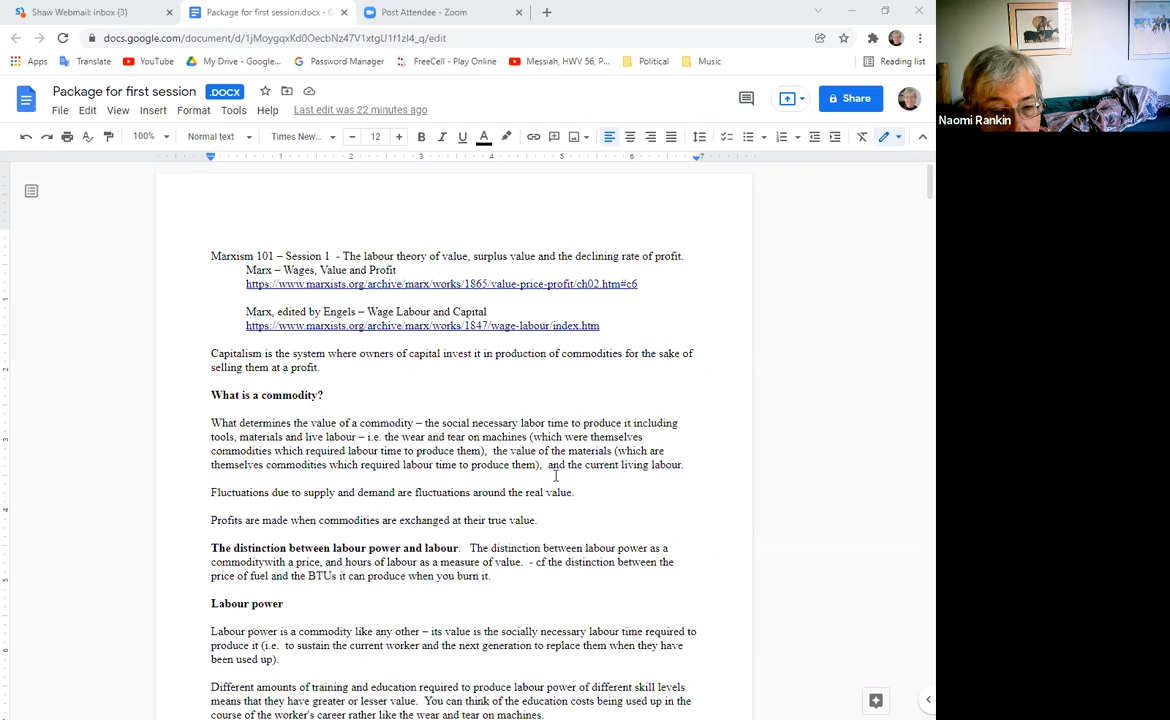 Shaw Webmail: inbox (3)
Package for first session.docx - G
Post Attendee - Zoom
docs.google.com/document/d/1jMoygqxKd0OecbNz47V1xtgU1f1zI4_q/edit
Apps
Translate
YouTube
My Drive - Google...
Password Manager
FreeCell - Play Online
Messiah, HWV 56, P...
Political
Music
Reading list
Package for first session
.DOCX
File Edit View Insert Format Tools Help Last edit was 22 minutes ago
Share
100% Normal text Times New... 12
Naomi Rankin
Marxism 101 – Session 1 - The labour theory of value, surplus value and the declining rate of profit.
Marx – Wages, Value and Profit
https://www.marxists.org/archive/marx/works/1865/value-price-profit/ch02.htm#c6
Marx, edited by Engels – Wage Labour and Capital
https://www.marxists.org/archive/marx/works/1847/wage-labour/index.htm
Capitalism is the system where owners of capital invest it in production of commodities for the sake of
selling them at a profit.
What is a commodity?
What determines the value of a commodity – the social necessary labor time to produce it including
tools, materials and live labour – i.e. the wear and tear on machines (which were themselves
commodities which required labour time to produce them), the value of the materials (which are
themselves commodities which required labour time to produce them), and the current living labour.
Fluctuations due to supply and demand are fluctuations around the real value.
Profits are made when commodities are exchanged at their true value.
The distinction between labour power and labour. The distinction between labour power as a
commoditywith a price, and hours of labour as a measure of value. - cf the distinction between the
price of fuel and the BTUs it can produce when you burn it.
Labour power
Labour power is a commodity like any other – its value is the socially necessary labour time required to
produce it (i.e. to sustain the current worker and the next generation to replace them when they have
been used up).
Different amounts of training and education required to produce labour power of different skill levels
means that they have greater or lesser value. You can think of the education costs being used up in the
course of the worker's career rather like the wear and tear on machines.